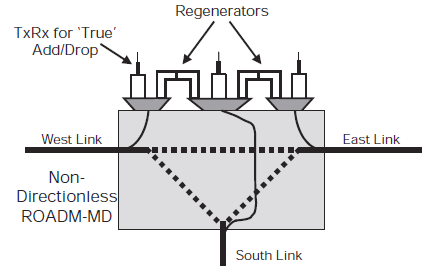 Regenerators
TxRx for ‘True’
Add/Drop
West Link
East Link
Non-
Directionless
ROADM-MD
South Link